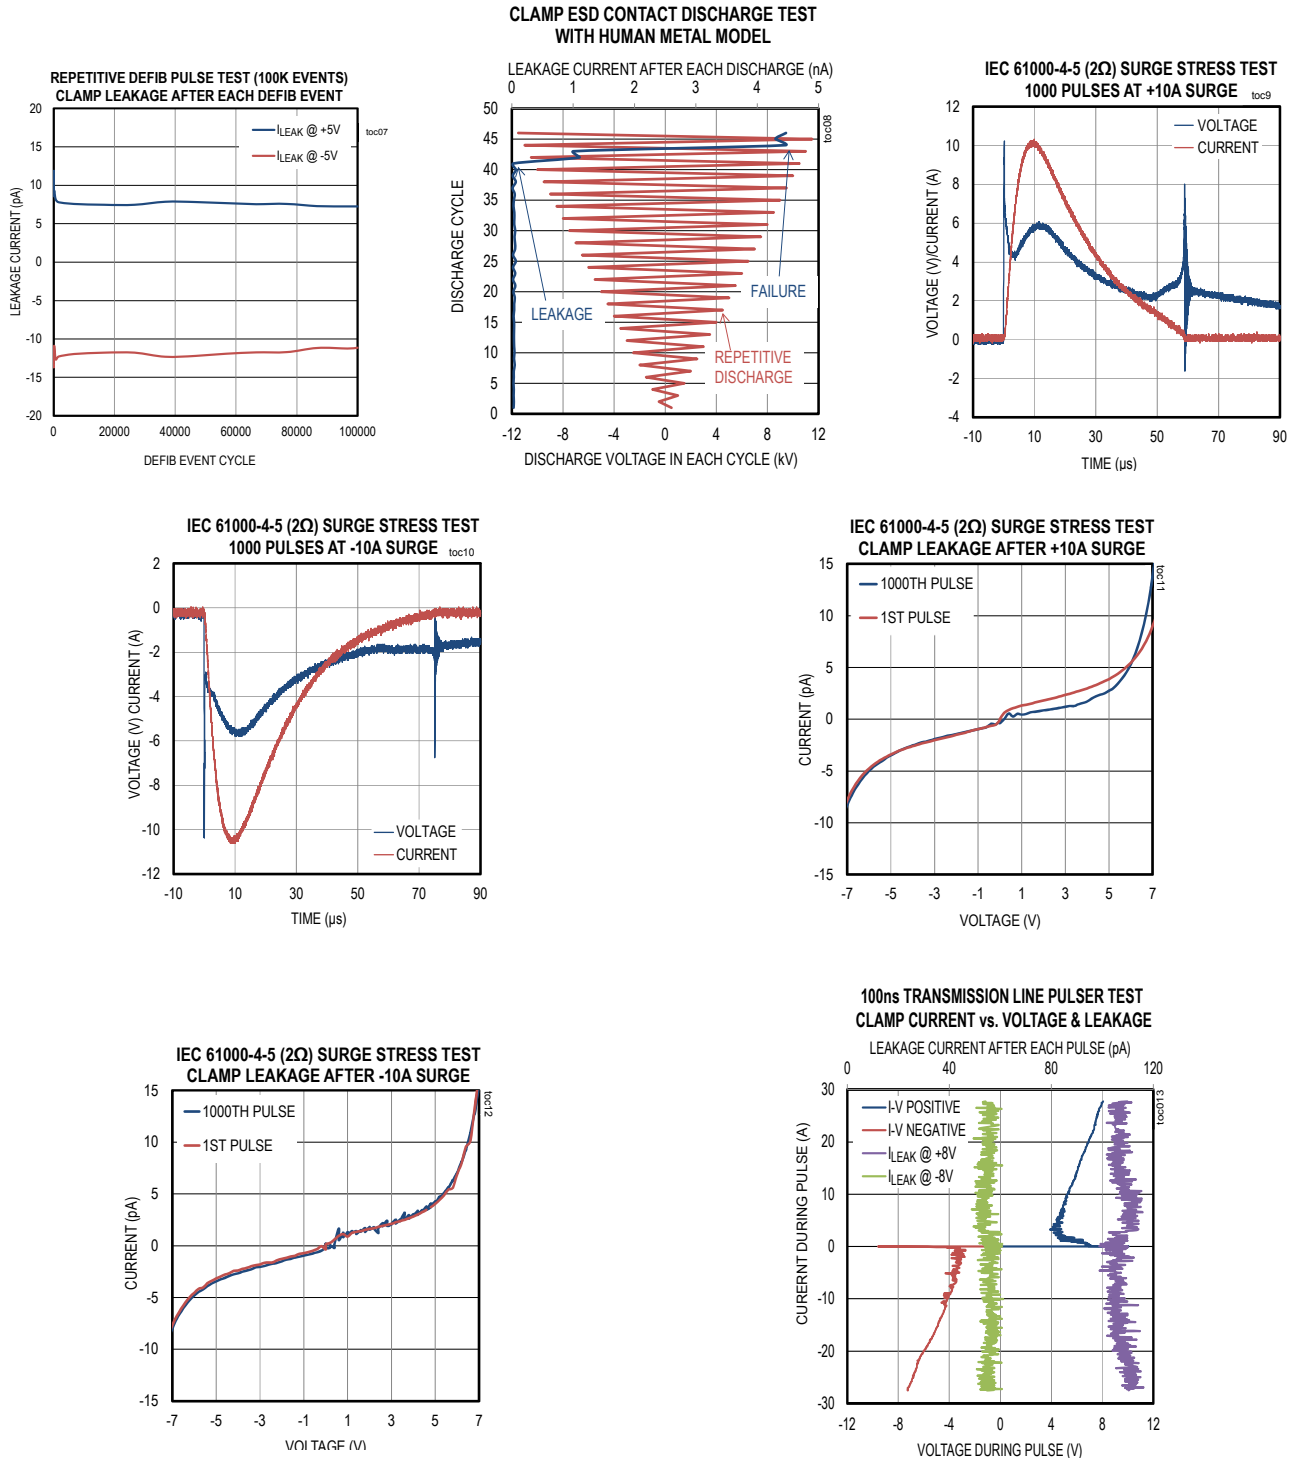 REPETITIVE DEFIB PULSE TEST (100K EVENTS)
CLAMP LEAKAGE AFTER EACH DEFIB EVENT
toc07
LEAKAGE CURRENT (pA)
20
15
10
5
0
-5
-10
-15
-20
ILEAK @ +5V
ILEAK @ -5V
0 20000 40000 60000 80000 100000
DEFIB EVENT CYCLE
CLAMP ESD CONTACT DISCHARGE TEST
WITH HUMAN METAL MODEL
LEAKAGE CURRENT AFTER EACH DISCHARGE (nA)
0 1 2 3 4 5
toc08
DISCHARGE CYCLE
50
45
40
35
30
25
20
15
10
5
0
LEAKAGE
FAILURE
REPETITIVE
DISCHARGE
-12 -8 -4 0 4 8 12
DISCHARGE VOLTAGE IN EACH CYCLE (kV)
IEC 61000-4-5 (2Ω) SURGE STRESS TEST
1000 PULSES AT +10A SURGE
toc9
VOLTAGE (V)/CURRENT (A)
12
10
8
6
4
2
0
-2
-4
VOLTAGE
CURRENT
-10 10 30 50 70 90
TIME (µs)
IEC 61000-4-5 (2Ω) SURGE STRESS TEST
1000 PULSES AT -10A SURGE
toc10
VOLTAGE (V) CURRENT (A)
2
0
-2
-4
-6
-8
-10
-12
VOLTAGE
CURRENT
-10 10 30 50 70 90
TIME (µs)
IEC 61000-4-5 (2Ω) SURGE STRESS TEST
CLAMP LEAKAGE AFTER +10A SURGE
toc11
CURRENT (pA)
15
10
5
0
-5
-10
-15
1000TH PULSE
1ST PULSE
-7 -5 -3 -1 1 3 5 7
VOLTAGE (V)
IEC 61000-4-5 (2Ω) SURGE STRESS TEST
CLAMP LEAKAGE AFTER -10A SURGE
toc12
CURRENT (pA)
15
10
5
0
-5
-10
-15
1000TH PULSE
1ST PULSE
-7 -5 -3 -1 1 3 5 7
VOLTAGE (V)
100ns TRANSMISSION LINE PULSER TEST
CLAMP CURRENT vs. VOLTAGE & LEAKAGE
LEAKAGE CURRENT AFTER EACH PULSE (pA)
0 40 80 120
toc013
CURERNT DURING PULSE (A)
30
20
10
0
-10
-20
-30
I-V POSITIVE
I-V NEGATIVE
ILEAK @ +8V
ILEAK @ -8V
-12 -8 -4 0 4 8 12
VOLTAGE DURING PULSE (V)